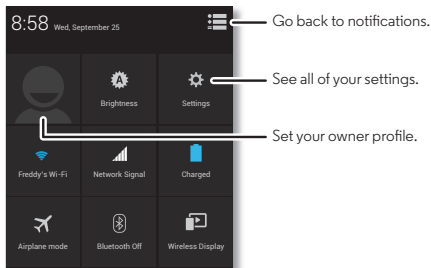 8:58 Wed, September 25
Go back to notifications.
A
Brightness
Settings
See all of your settings.
Set your owner profile.
Freddy's Wi-Fi
Network Signal
Charged
Airplane mode
Bluetooth Off
Wireless Display